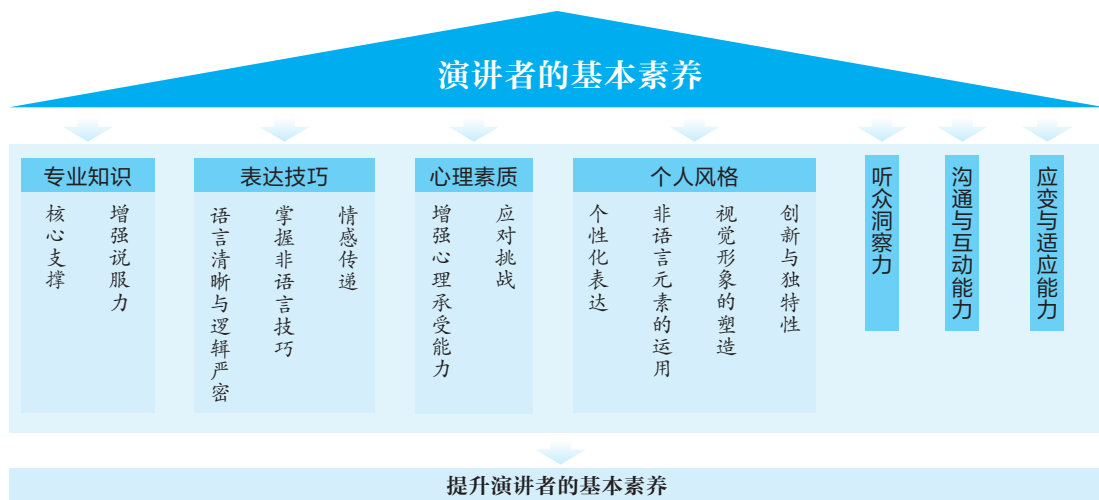 演讲者的基本素养
专业知识
核心支撑
增强说服力
表达技巧
语言清晰与逻辑严密
掌握非语言技巧
情感传递
心理素质
增强心理承受能力
应对挑战
个人风格
个性化表达
非语言元素的运用
视觉形象的塑造
创新与独特性
听众洞察力
沟通与互动能力
应变与适应能力
提升演讲者的基本素养